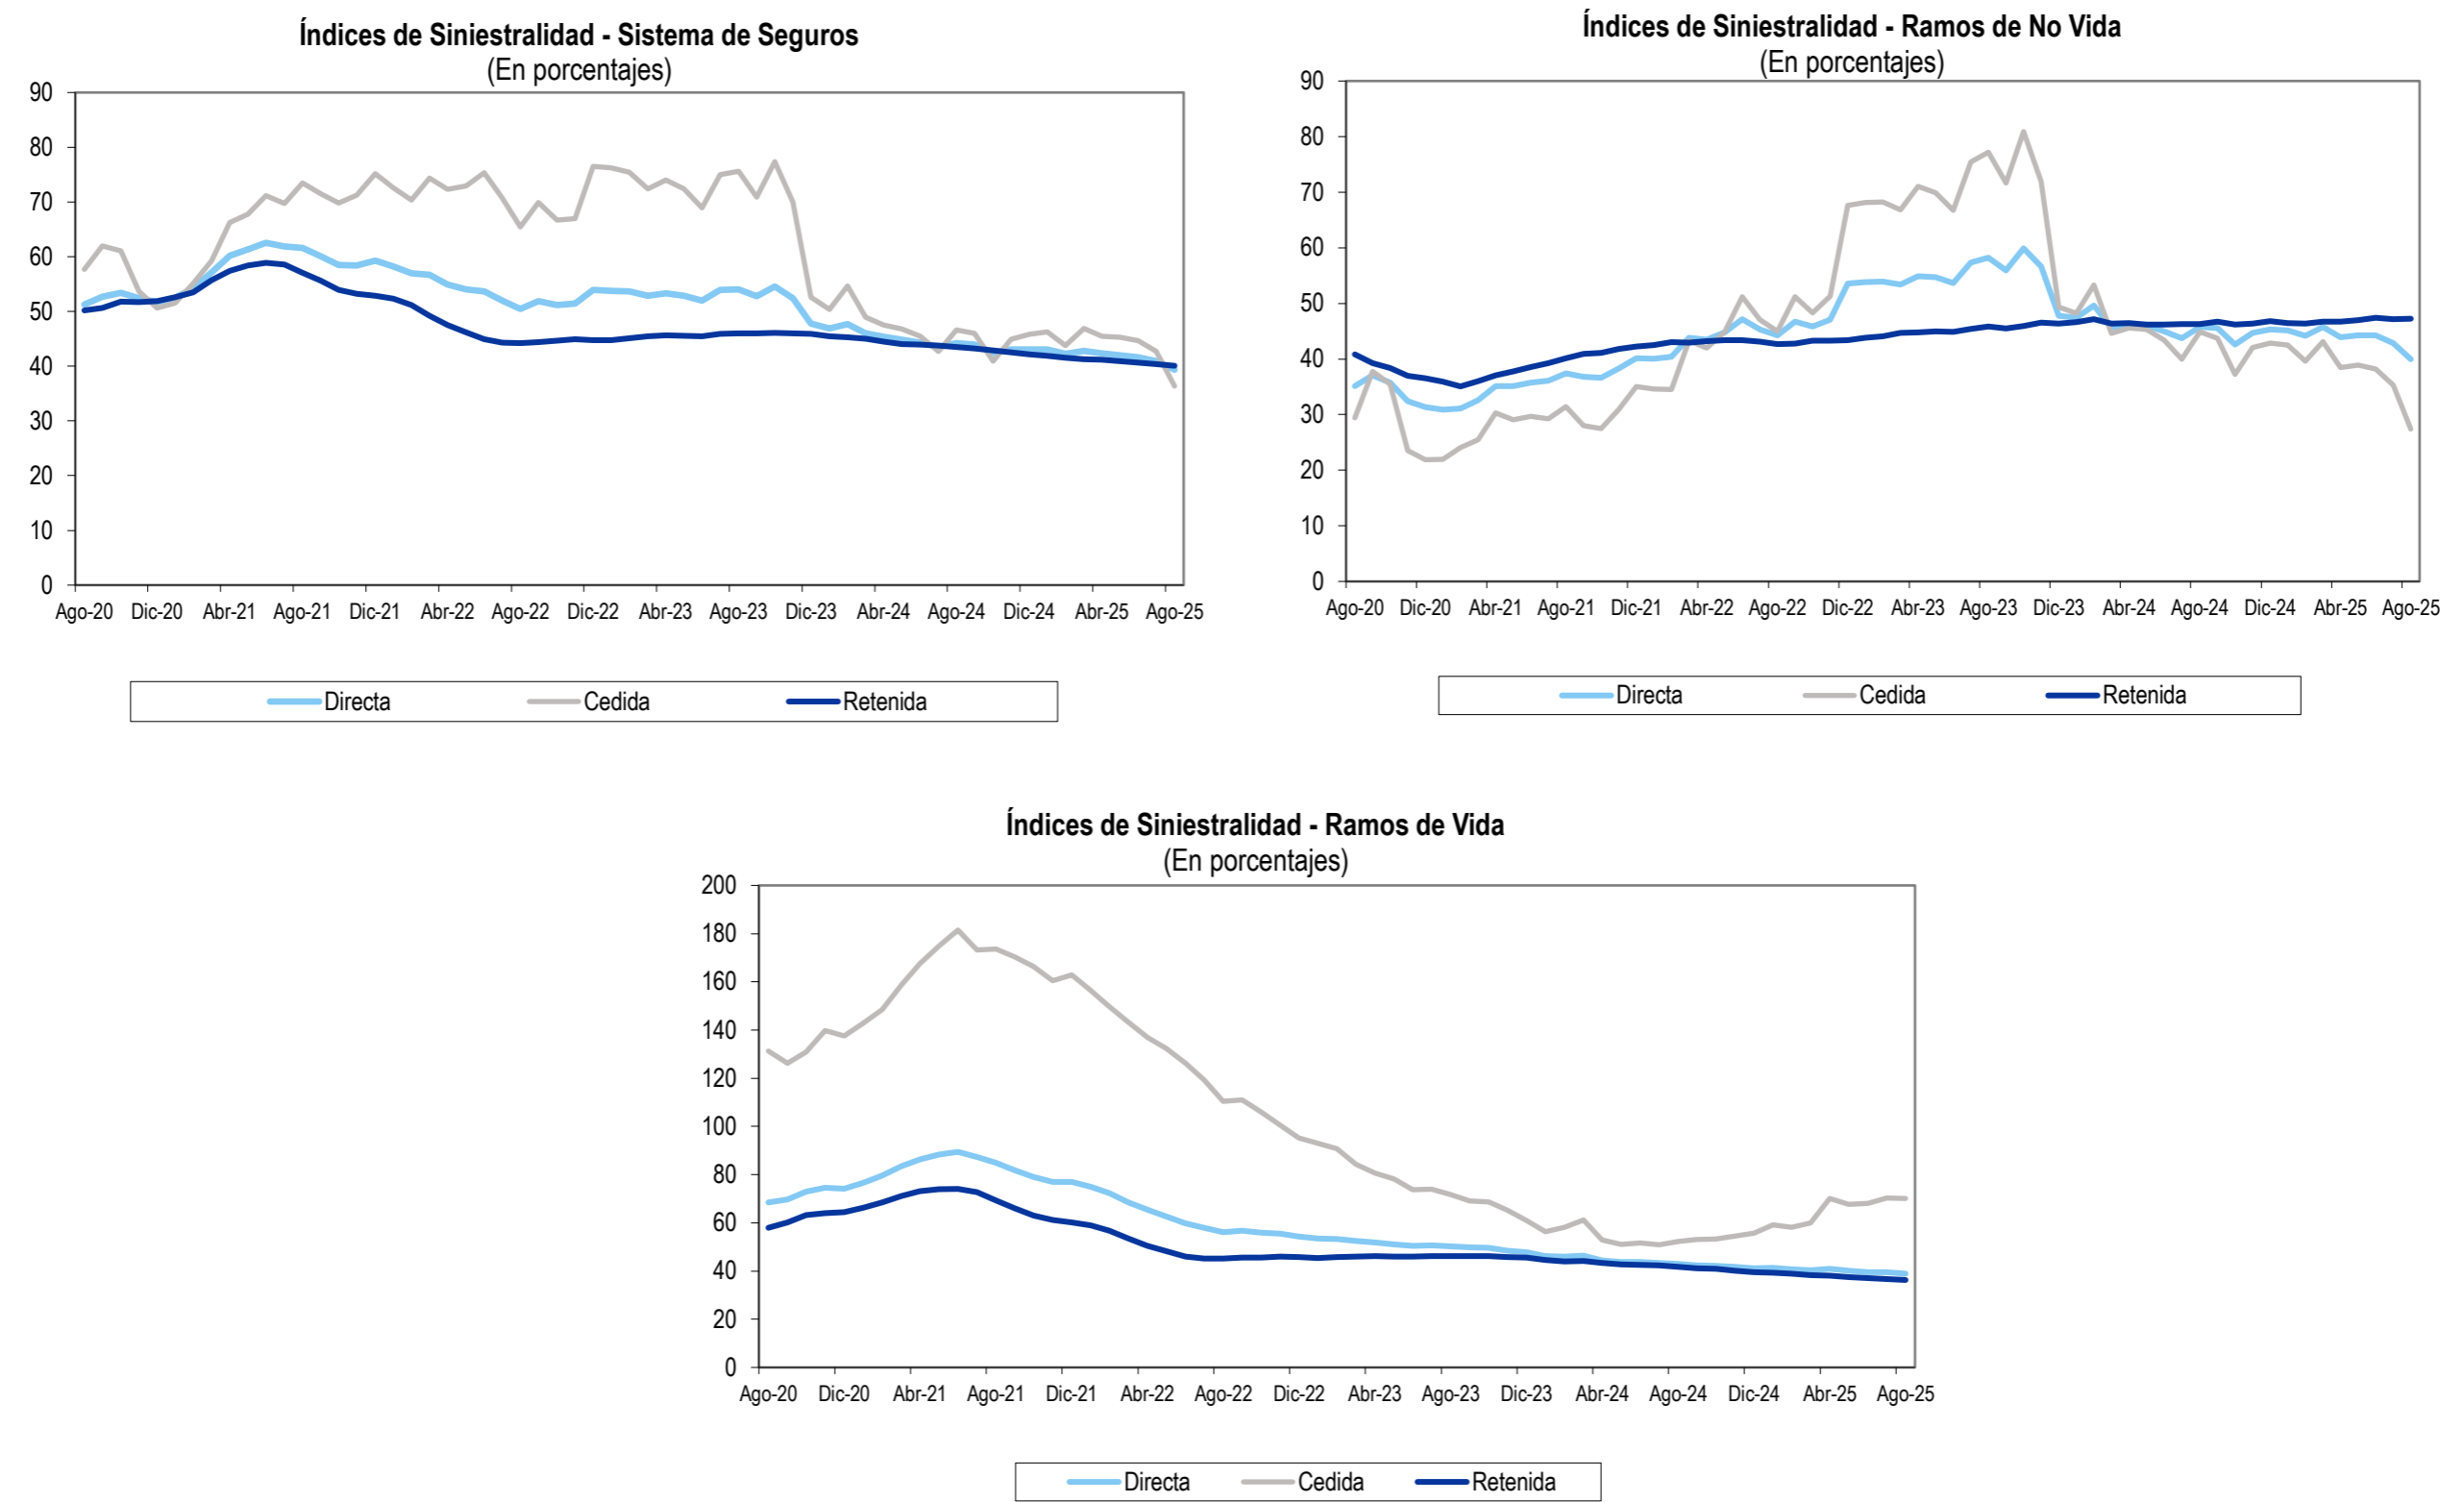 Índices de Siniestralidad - Sistema de Seguros
(En porcentajes)
90
80
70
60
50
40
30
20
10
0
Ago-20 Dic-20 Abr-21 Ago-21 Dic-21 Abr-22 Ago-22 Dic-22 Abr-23 Ago-23 Dic-23 Abr-24 Ago-24 Dic-24 Abr-25 Ago-25
Directa Cedida Retenida
Índices de Siniestralidad - Ramos de No Vida
(En porcentajes)
90
80
70
60
50
40
30
20
10
0
Ago-20 Dic-20 Abr-21 Ago-21 Dic-21 Abr-22 Ago-22 Dic-22 Abr-23 Ago-23 Dic-23 Abr-24 Ago-24 Dic-24 Abr-25 Ago-25
Directa Cedida Retenida
Índices de Siniestralidad - Ramos de Vida
(En porcentajes)
200
180
160
140
120
100
80
60
40
20
0
Ago-20 Dic-20 Abr-21 Ago-21 Dic-21 Abr-22 Ago-22 Dic-22 Abr-23 Ago-23 Dic-23 Abr-24 Ago-24 Dic-24 Abr-25 Ago-25
Directa Cedida Retenida